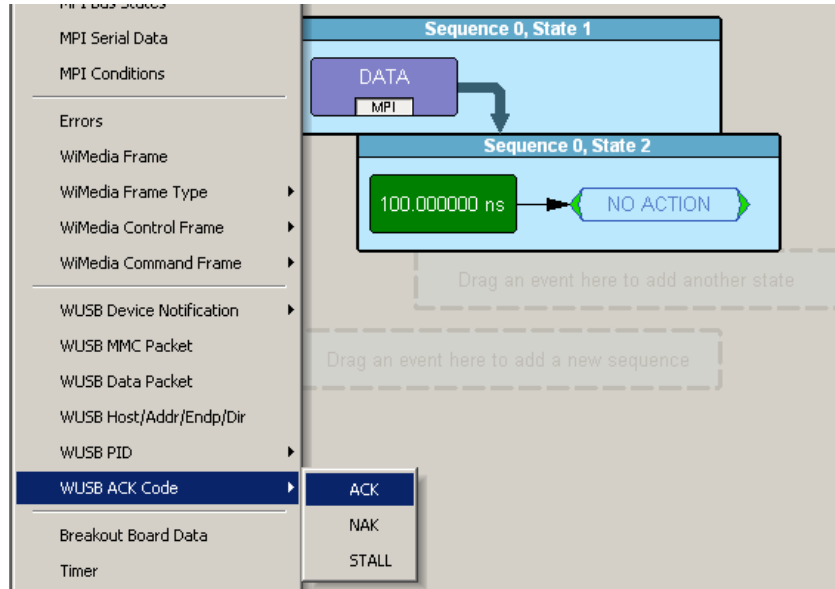 MPI Bus States
MPI Serial Data
MPI Conditions
Errors
WiMedia Frame
WiMedia Frame Type
WiMedia Control Frame
WiMedia Command Frame
WUSB Device Notification
WUSB MMC Packet
WUSB Data Packet
WUSB Host/Addr/Endp/Dir
WUSB PID
WUSB ACK Code
Breakout Board Data
Timer
ACK
NAK
STALL
Sequence 0, State 1
DATA
MPI
Sequence 0, State 2
100.000000 ns
NO ACTION
Drag an event here to add another state
Drag an event here to add a new sequence